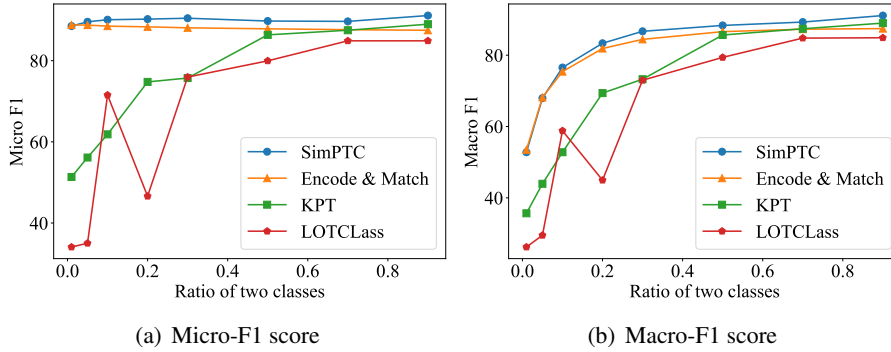 Micro F1
80
60
40
0.0 0.2 0.4 0.6 0.8
Ratio of two classes
SimPTC
Encode & Match
KPT
LOTCLass
(a) Micro-F1 score
Macro F1
80
60
40
0.0 0.2 0.4 0.6 0.8
Ratio of two classes
SimPTC
Encode & Match
KPT
LOTCLass
(b) Macro-F1 score